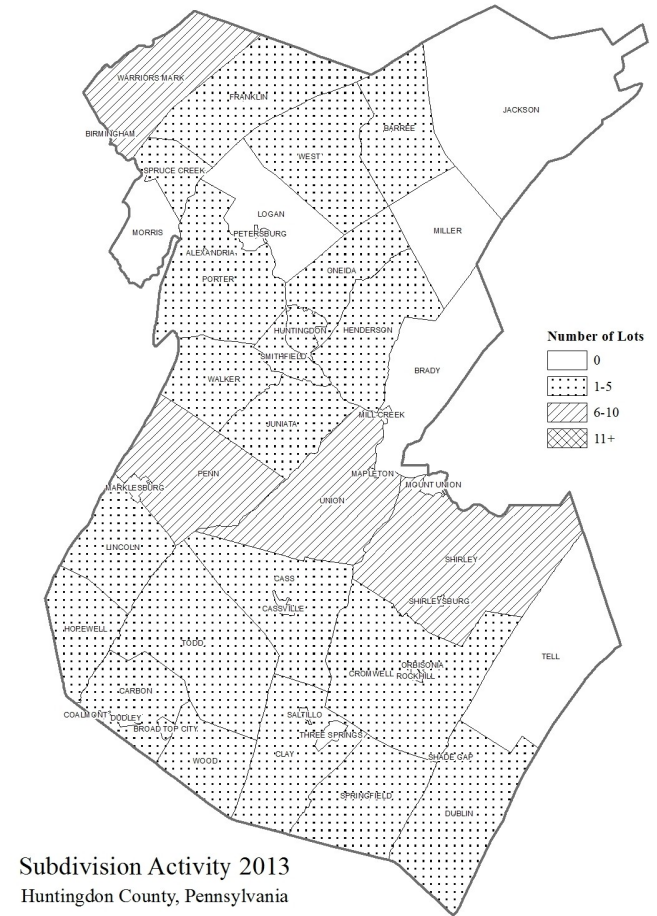 JACKSON
WARRIORS MARK
FRANKLIN
BARREE
BIRMINGHAM
WEST
SPRUCE CREEK
LOGAN
MORRIS
PETERSBURG
MILLER
ALEXANDRIA
ONEIDA
PORTER
HUNTINGDON
HENDERSON
SMITHFIELD
BRADY
WALKER
MILL CREEK
JUNIATA
Number of Lots
0
1-5
6-10
11+
PENN
MAPLETON
MARKLESBURG
MOUNT UNION
UNION
LINCOLN
SHIRLEY
CASS
SHIRLEYSBURG
CASSVILLE
HOPEWELL
TODD
TELL
ORBISONIA
CROMWELL
ROCKHILL
CARBON
COALMONT
DUDLEY
SALTILLO
BROAD TOP CITY
THREE SPRINGS
CLAY
SHADE GAP
WOOD
SPRINGFIELD
DUBLIN
Subdivision Activity 2013
Huntingdon County, Pennsylvania